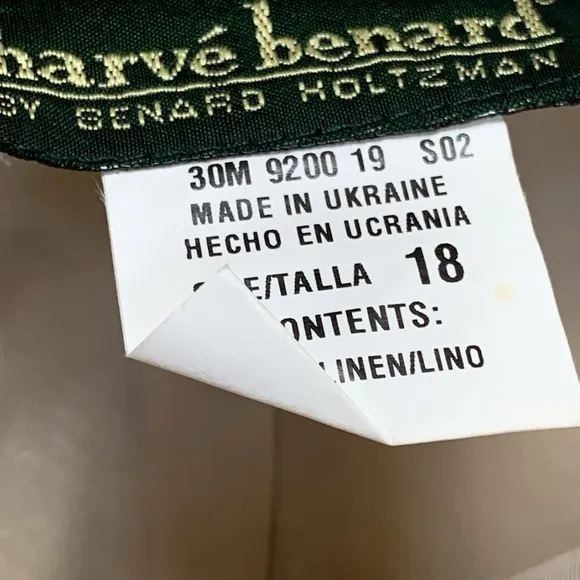 harvé benard
BY BENARD HOLTZMAN
30M 9200 19 S02
MADE IN UKRAINE
HECHO EN UCRANIA
E/TALLA 18
ONTENTS:
LINEN/LINO